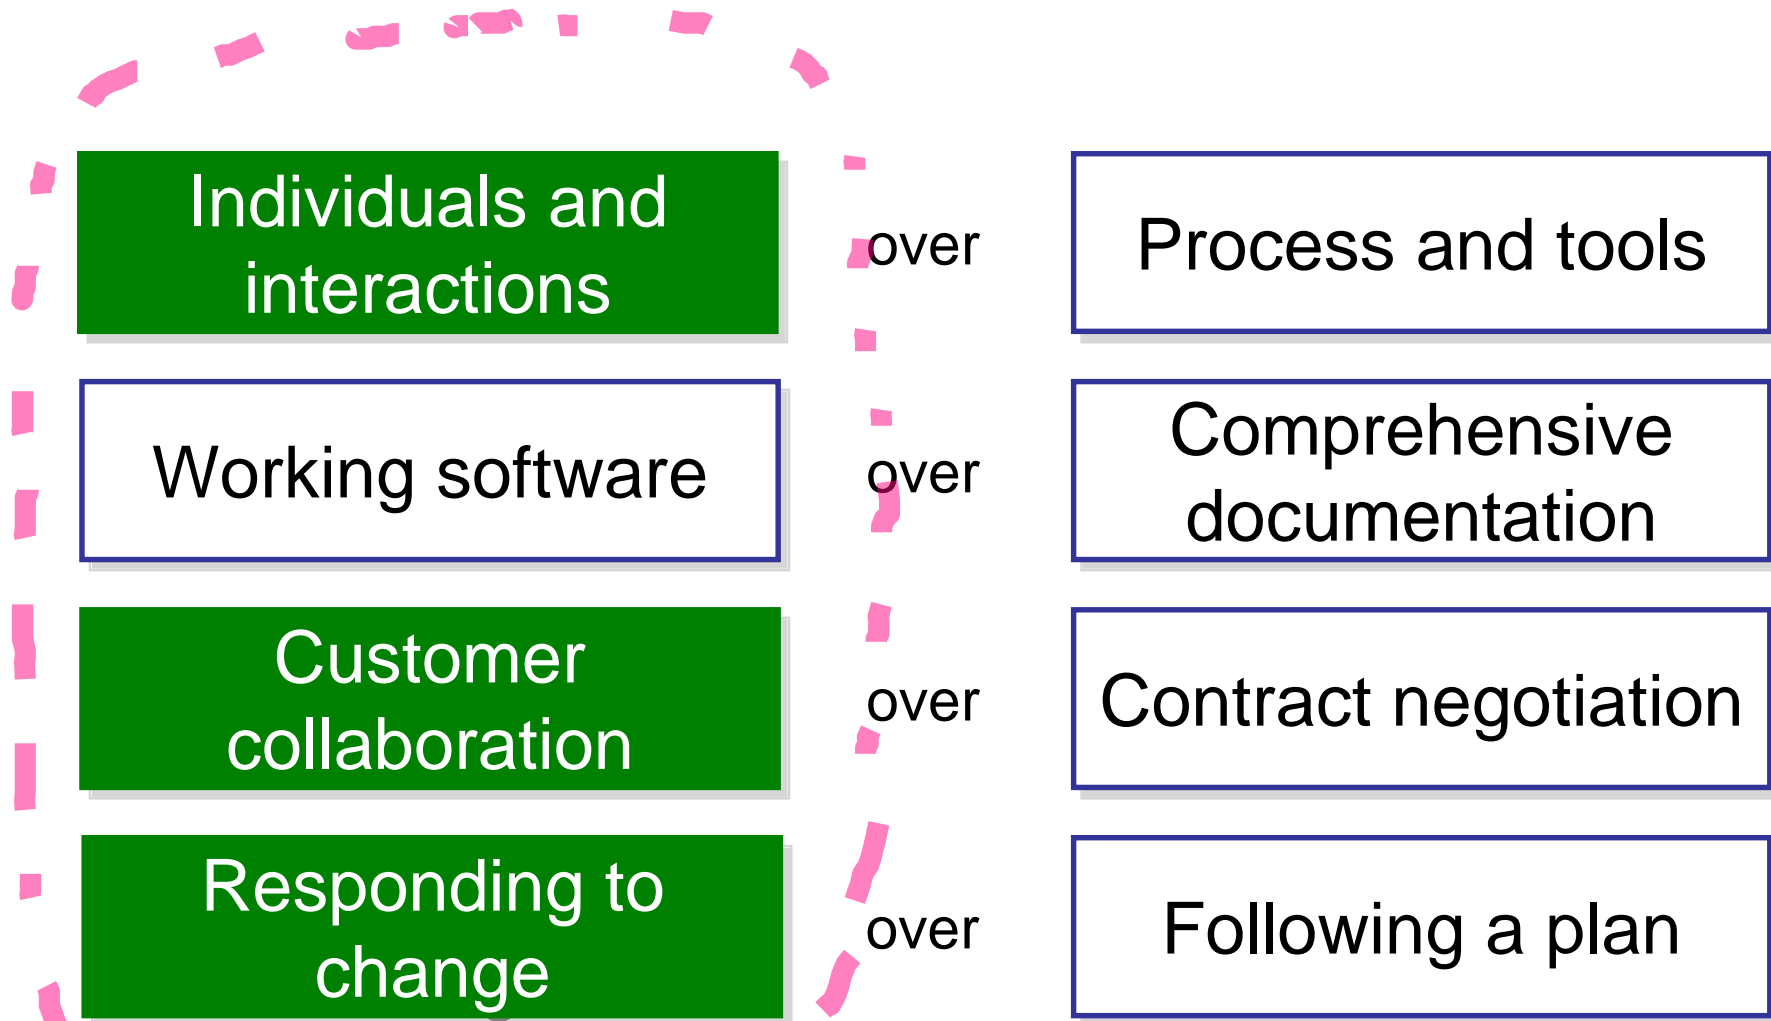 Individuals and
interactions
over
Process and tools
Working software
over
Comprehensive
documentation
Customer
collaboration
over
Contract negotiation
Responding to
change
over
Following a plan